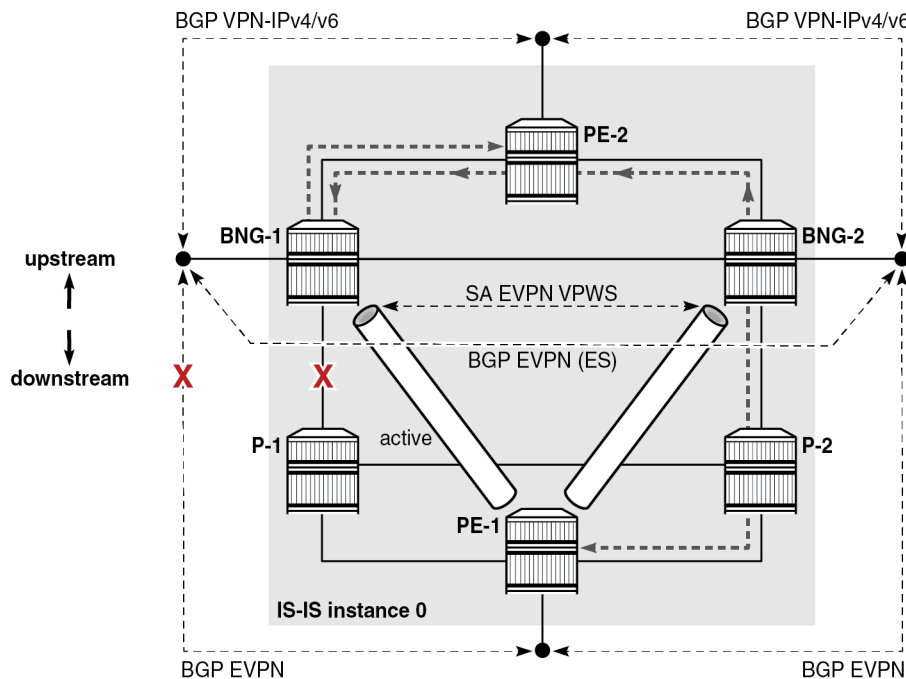 BGP VPN-IPv4/v6
BGP VPN-IPv4/v6
PE-2
BNG-1
BNG-2
upstream
SA EVPN VPWS
BGP EVPN (ES)
downstream
X
X
active
P-1
P-2
PE-1
IS-IS instance 0
BGP EVPN
BGP EVPN